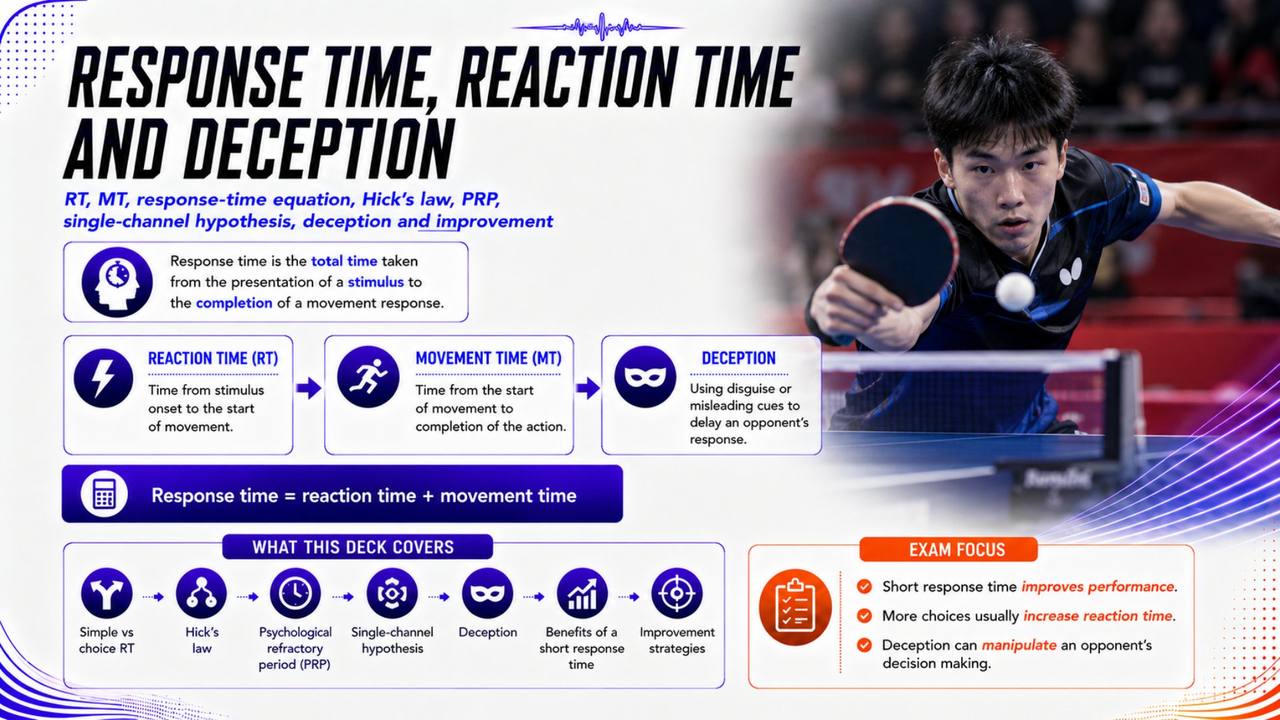 RESPONSE TIME, REACTION TIME
AND DECEPTION
RT, MT, response-time equation, Hick's law, PRP,
single-channel hypothesis, deception and improvement
Response time is the total time taken
from the presentation of a stimulus to
the completion of a movement response.
REACTION TIME (RT)
Time from stimulus
onset to the start
of movement.
MOVEMENT TIME (MT)
Time from the start
of movement to
completion of the action.
DECEPTION
Using disguise or
misleading cues to
delay an opponent's
response.
Response time = reaction time + movement time
WHAT THIS DECK COVERS
Simple vs
choice RT
Hick's
law
Psychological
refractory
period (PRP)
Single-channel
hypothesis
Deception
Benefits of a
short response
time
Improvement
strategies
EXAM FOCUS
Short response time improves performance.
More choices usually increase reaction time.
Deception can manipulate an opponent's
decision making.